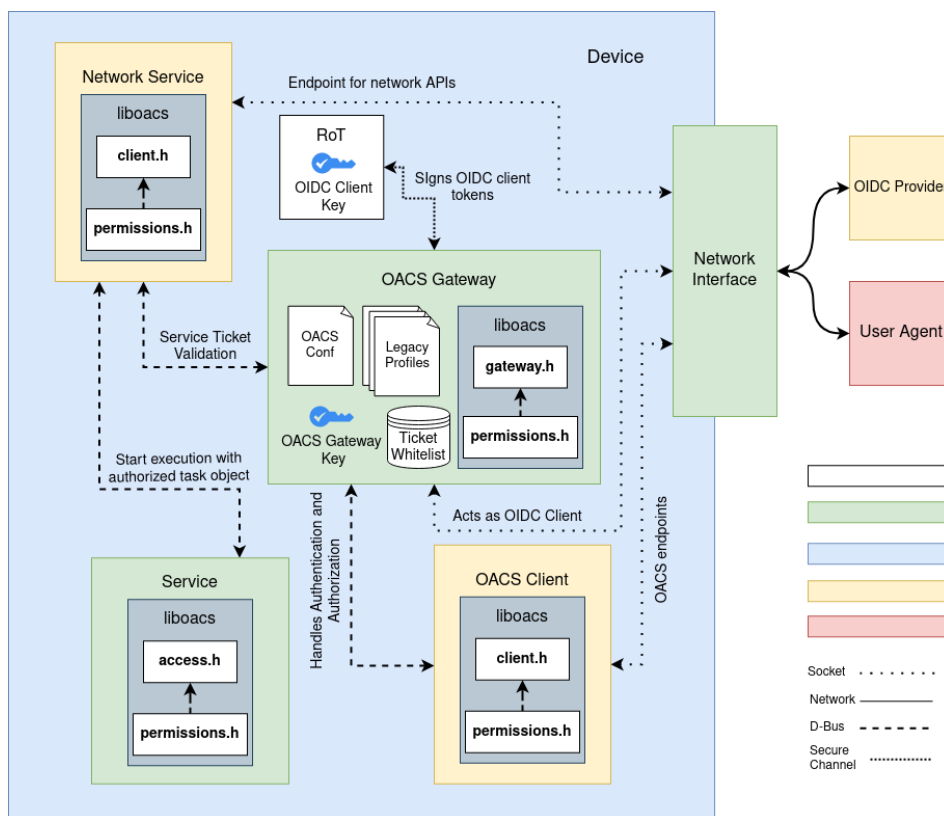 Device
Network Service
liboacs
client.h
permissions.h
Endpoint for network APIs
RoT
OIDC Client
Key
SIgns OIDC client
tokens
Network
Interface
OIDC Provider
User Agent
OACS Gateway
OACS
Conf
Legacy
Profiles
liboacs
gateway.h
permissions.h
OACS Gateway
Key
Ticket
Whitelist
Service Ticket
Validation
Start execution with
authorized task object
Handles Authentication and
Authorization
Acts as OIDC Client
OACS endpoints
Service
liboacs
access.h
permissions.h
OACS Client
liboacs
client.h
permissions.h
Socket
Network
D-Bus
Secure
Channel